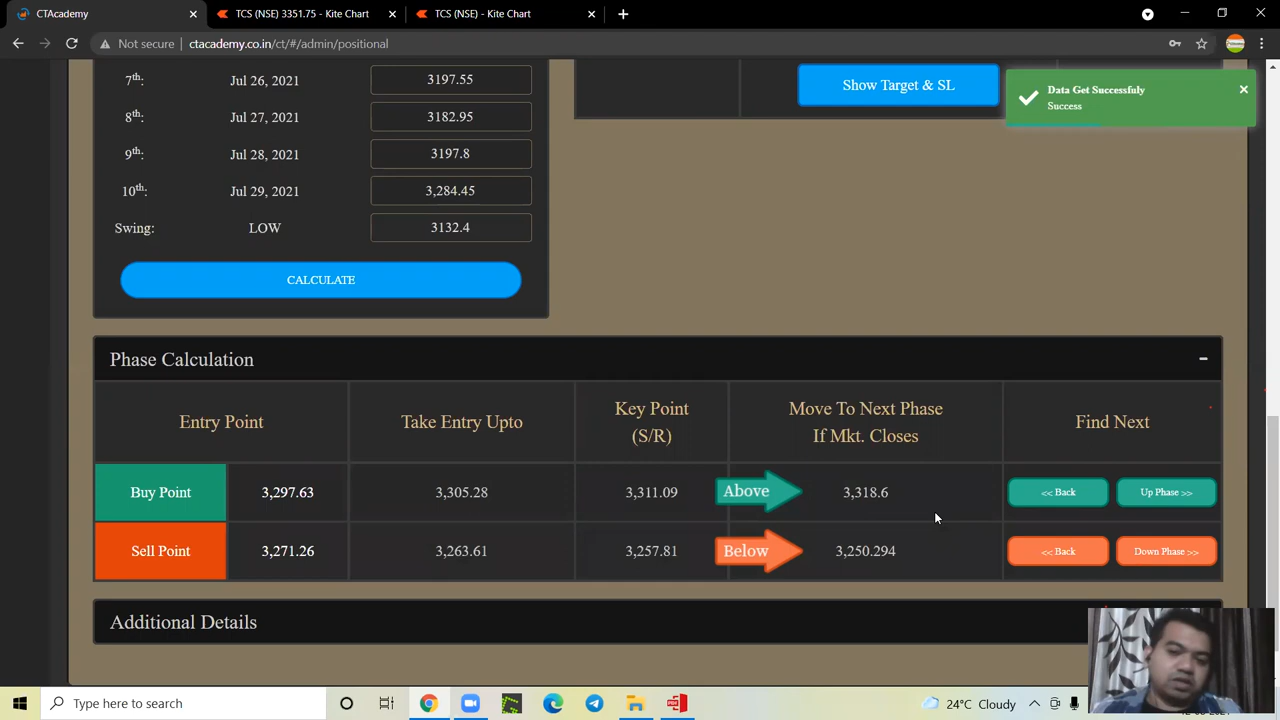 CTAcademy
TCS (NSE) 3351.75 - Kite Chart
TCS (NSE) - Kite Chart
Not secure
ctacademy.co.in/ct/#/admin/positional
7th: Jul 26, 2021 3197.55
8th: Jul 27, 2021 3182.95
9th: Jul 28, 2021 3197.8
10th: Jul 29, 2021 3,284.45
Swing: LOW 3132.4
CALCULATE
Show Target & SL
Data Get Successfuly
Success
Phase Calculation
Entry Point
Take Entry Upto
Key Point
(S/R)
Move To Next Phase
If Mkt. Closes
Find Next
Buy Point 3,297.63 3,305.28 3,311.09 Above 3,318.6 << Back Up Phase >>
Sell Point 3,271.26 3,263.61 3,257.81 Below 3,250.294 << Back Down Phase >>
Additional Details
Type here to search
24°C Cloudy